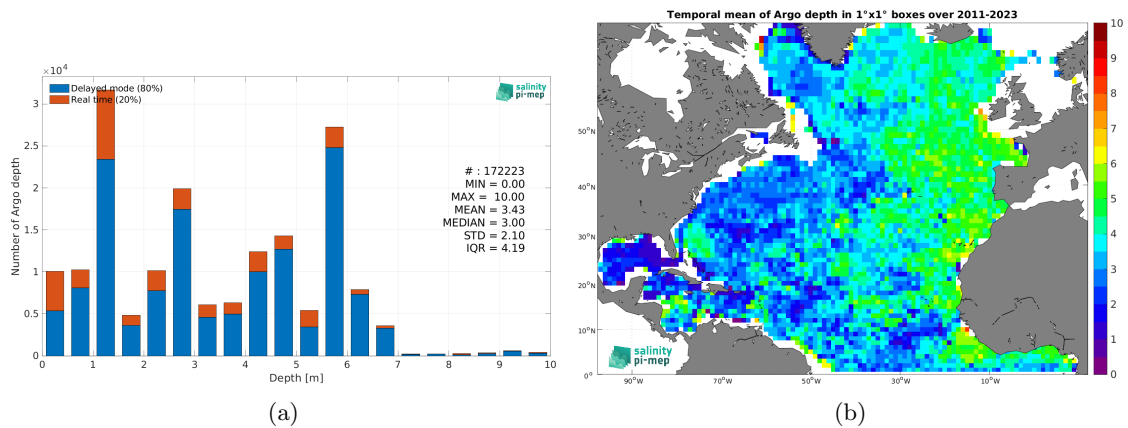 ×10⁴
Delayed mode (80%)
Real time (20%)
salinity
pi-mep
3
2.5
2
1.5
1
0.5
0
Number of Argo depth
# : 172223
MIN = 0.00
MAX = 10.00
MEAN = 3.43
MEDIAN = 3.00
STD = 2.10
IQR = 4.19
0 1 2 3 4 5 6 7 8 9 10
Depth [m]
(a)
Temporal mean of Argo depth in 1°x1° boxes over 2011-2023
50°N
40°N
30°N
20°N
10°N
0°
90°W 70°W 50°W 30°W 10°W
salinity
pi-mep
10
9
8
7
6
5
4
3
2
1
0
(b)